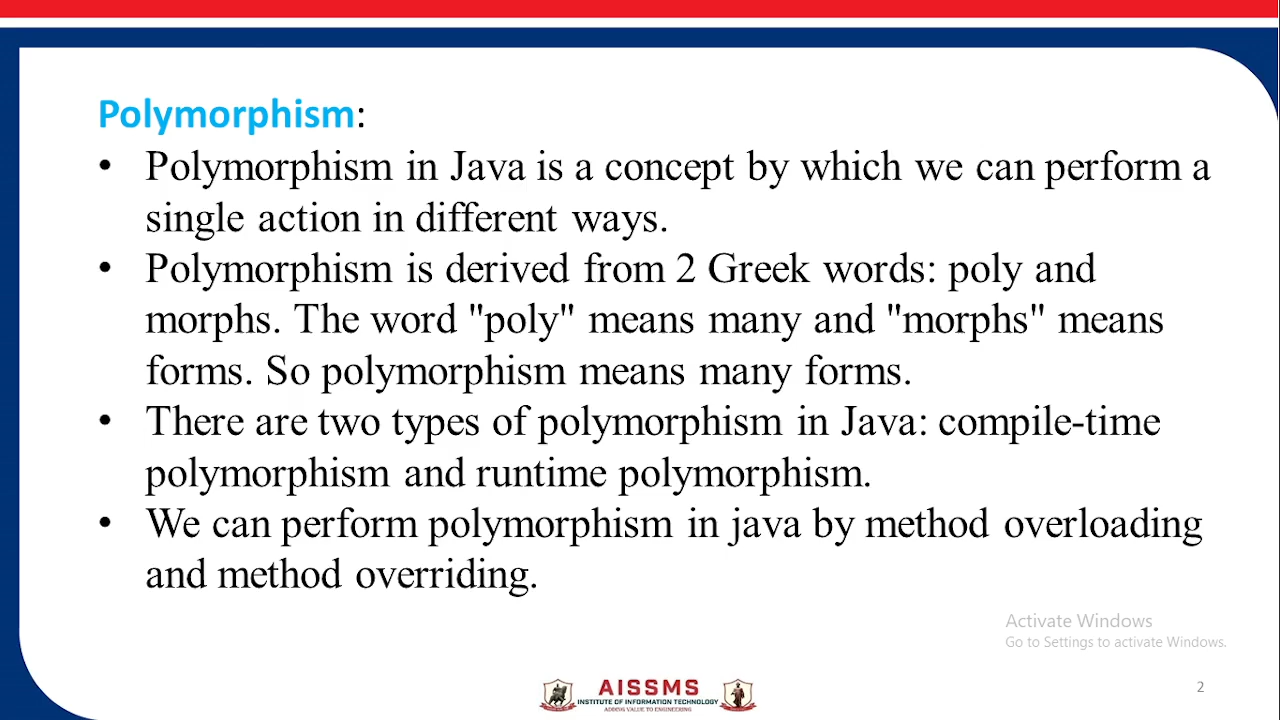 Polymorphism:
• Polymorphism in Java is a concept by which we can perform a
single action in different ways.
• Polymorphism is derived from 2 Greek words: poly and
morphs. The word "poly" means many and "morphs" means
forms. So polymorphism means many forms.
• There are two types of polymorphism in Java: compile-time
polymorphism and runtime polymorphism.
• We can perform polymorphism in java by method overloading
and method overriding.
Activate Windows
Go to Settings to activate Windows.
AISSMS
INSTITUTE OF INFORMATION TECHNOLOGY
ADDING VALUE TO ENGINEERING
2